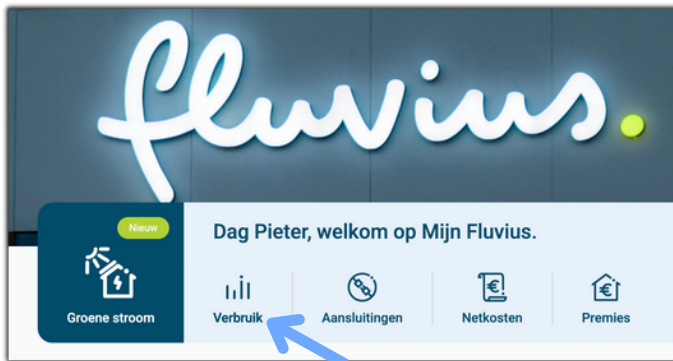 fluvius.
Nieuw
Dag Pieter, welkom op Mijn Fluvius.
Groene stroom
Verbruik
Aansluitingen
Netkosten
Premies